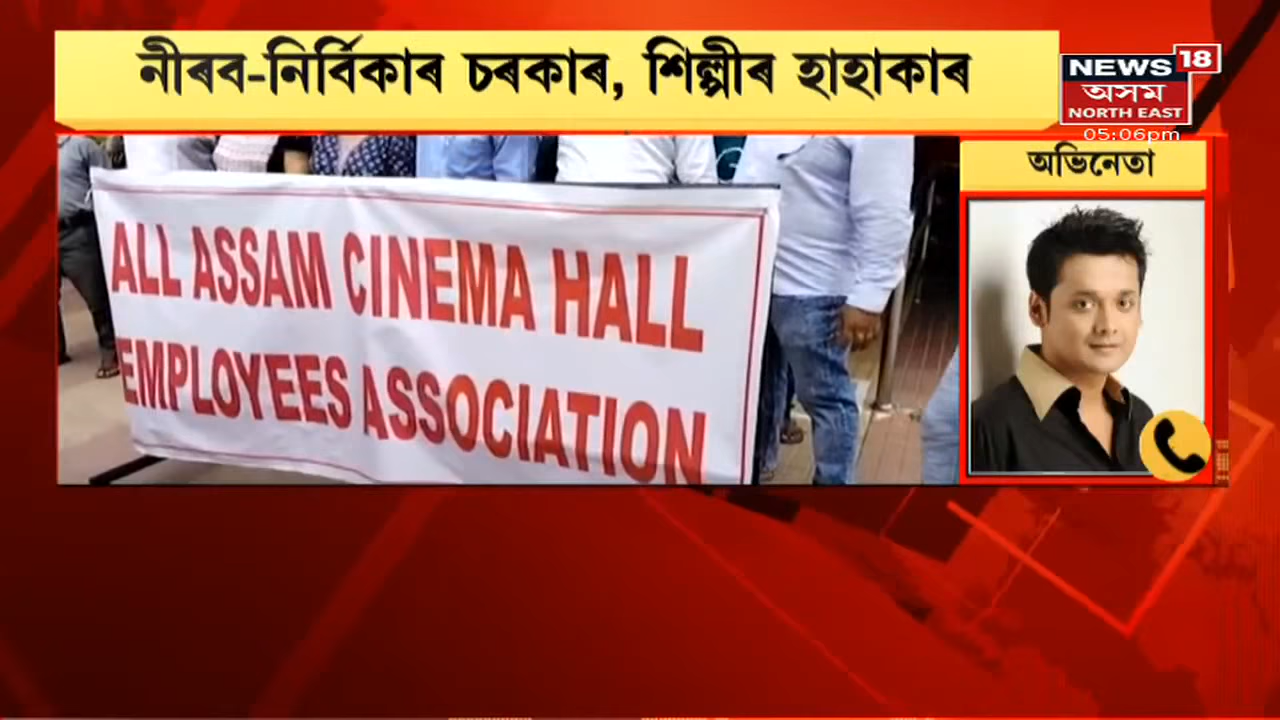 নীৰৱ-নিৰ্বিকাৰ চৰকাৰ, শিল্পীৰ হাহাকাৰ
NEWS 18
অসম
NORTH EAST
05:06pm
অভিনেতা
ALL ASSAM CINEMA HALL
EMPLOYEES ASSOCIATION